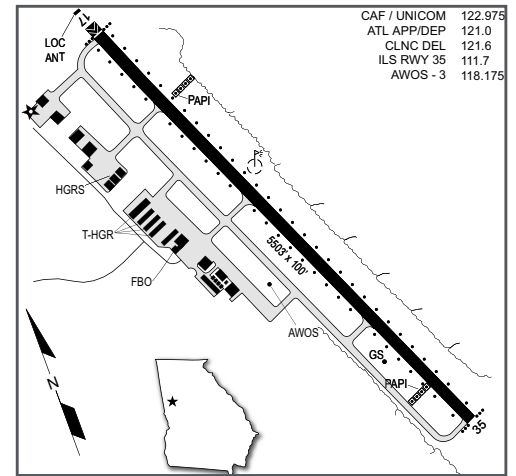 CAF / UNICOM 122.975
ATL APP/DEP 121.0
CLNC DEL 121.6
ILS RWY 35 111.7
AWOS - 3 118.175
17
LOC
ANT
PAPI
HGRS
T-HGR
FBO
5503' x 100'
AWOS
GS
PAPI
35
N